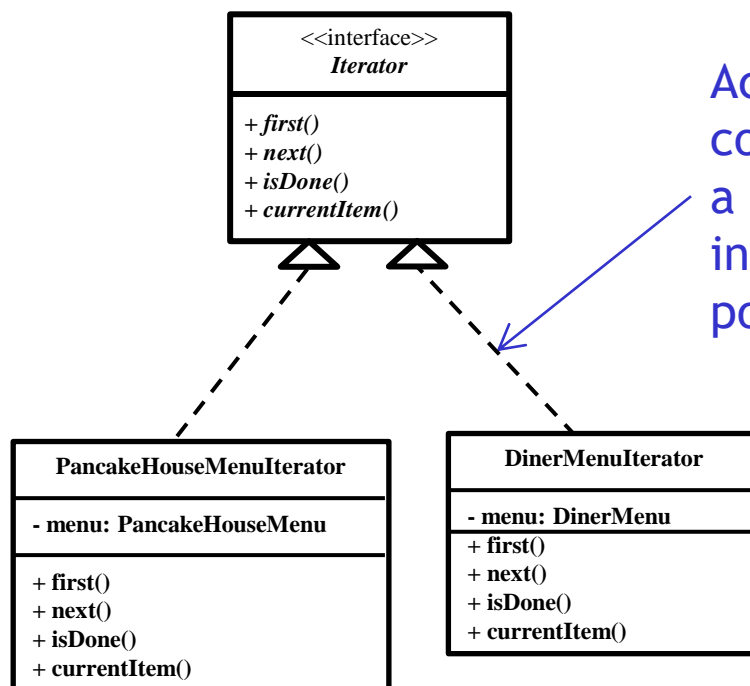 <<interface>>
Iterator
+ first()
+ next()
+ isDone()
+ currentItem()
a
PancakeHouseMenuIterator
- menu: PancakeHouseMenu
+ first()
+ next()
+ isDone()
+ currentItem()
DinerMenuIterator
- menu: DinerMenu
+ first()
+ next()
+ isDone()
+ currentItem()